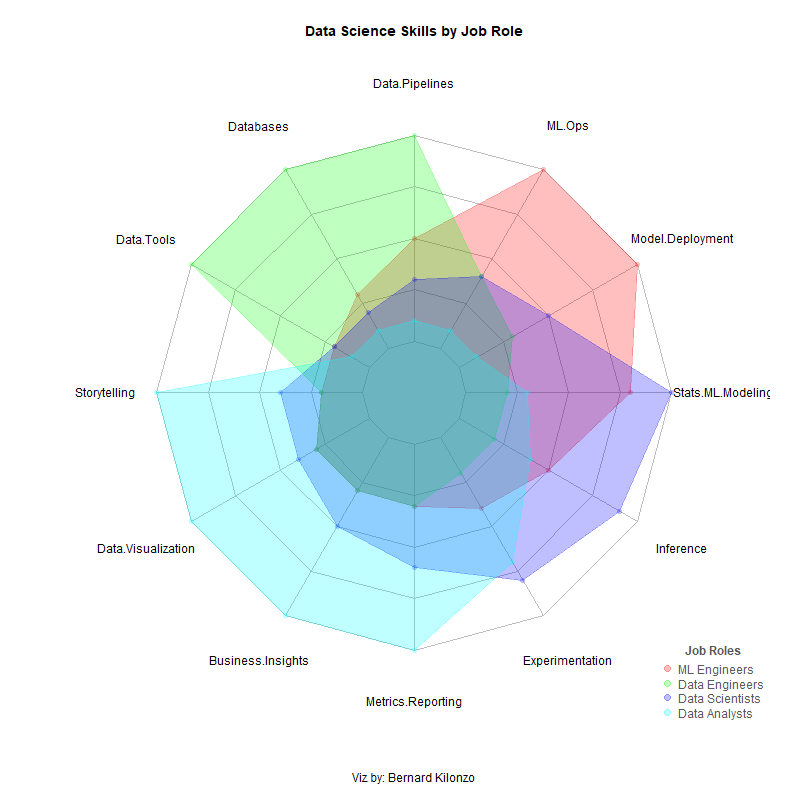 Data Science Skills by Job Role
Data.Pipelines
Databases
ML.Ops
Data.Tools
Model.Deployment
Storytelling
Stats.ML.Modeling
Data.Visualization
Inference
Business.Insights
Experimentation
Metrics.Reporting
Job Roles
ML Engineers
Data Engineers
Data Scientists
Data Analysts
Viz by: Bernard Kilonzo